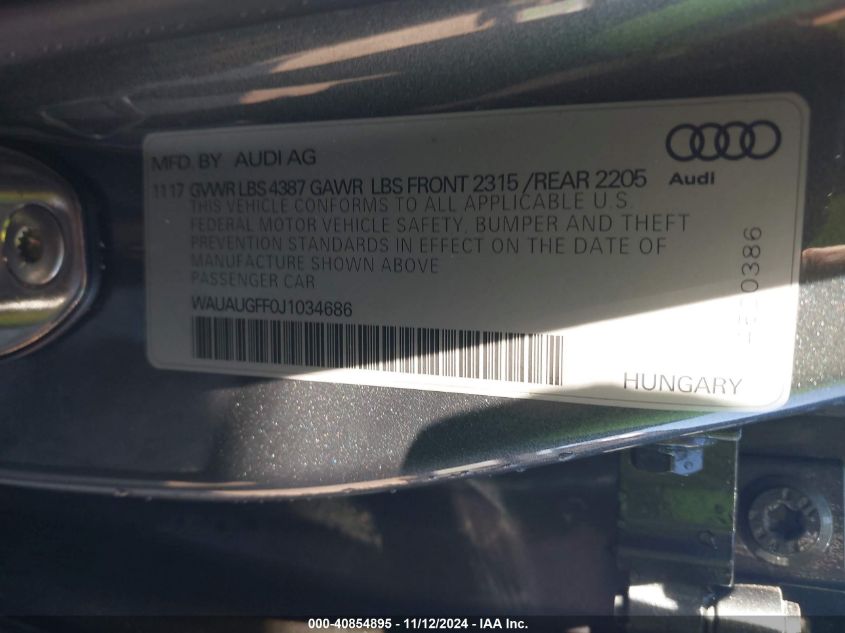 MFD. BY AUDI AG
11 17 GVWR LBS 4387 GAWR LBS FRONT 2315 /REAR 2205
Audi
THIS VEHICLE CONFORMS TO ALL APPLICABLE U.S.
FEDERAL MOTOR VEHICLE SAFETY, BUMPER AND THEFT
PREVENTION STANDARDS IN EFFECT ON THE DATE OF
MANUFACTURE SHOWN ABOVE
PASSENGER CAR
WAUAUGFF0J1034686
HUNGARY
000-40854895 - 11/12/2024 - IAA Inc.